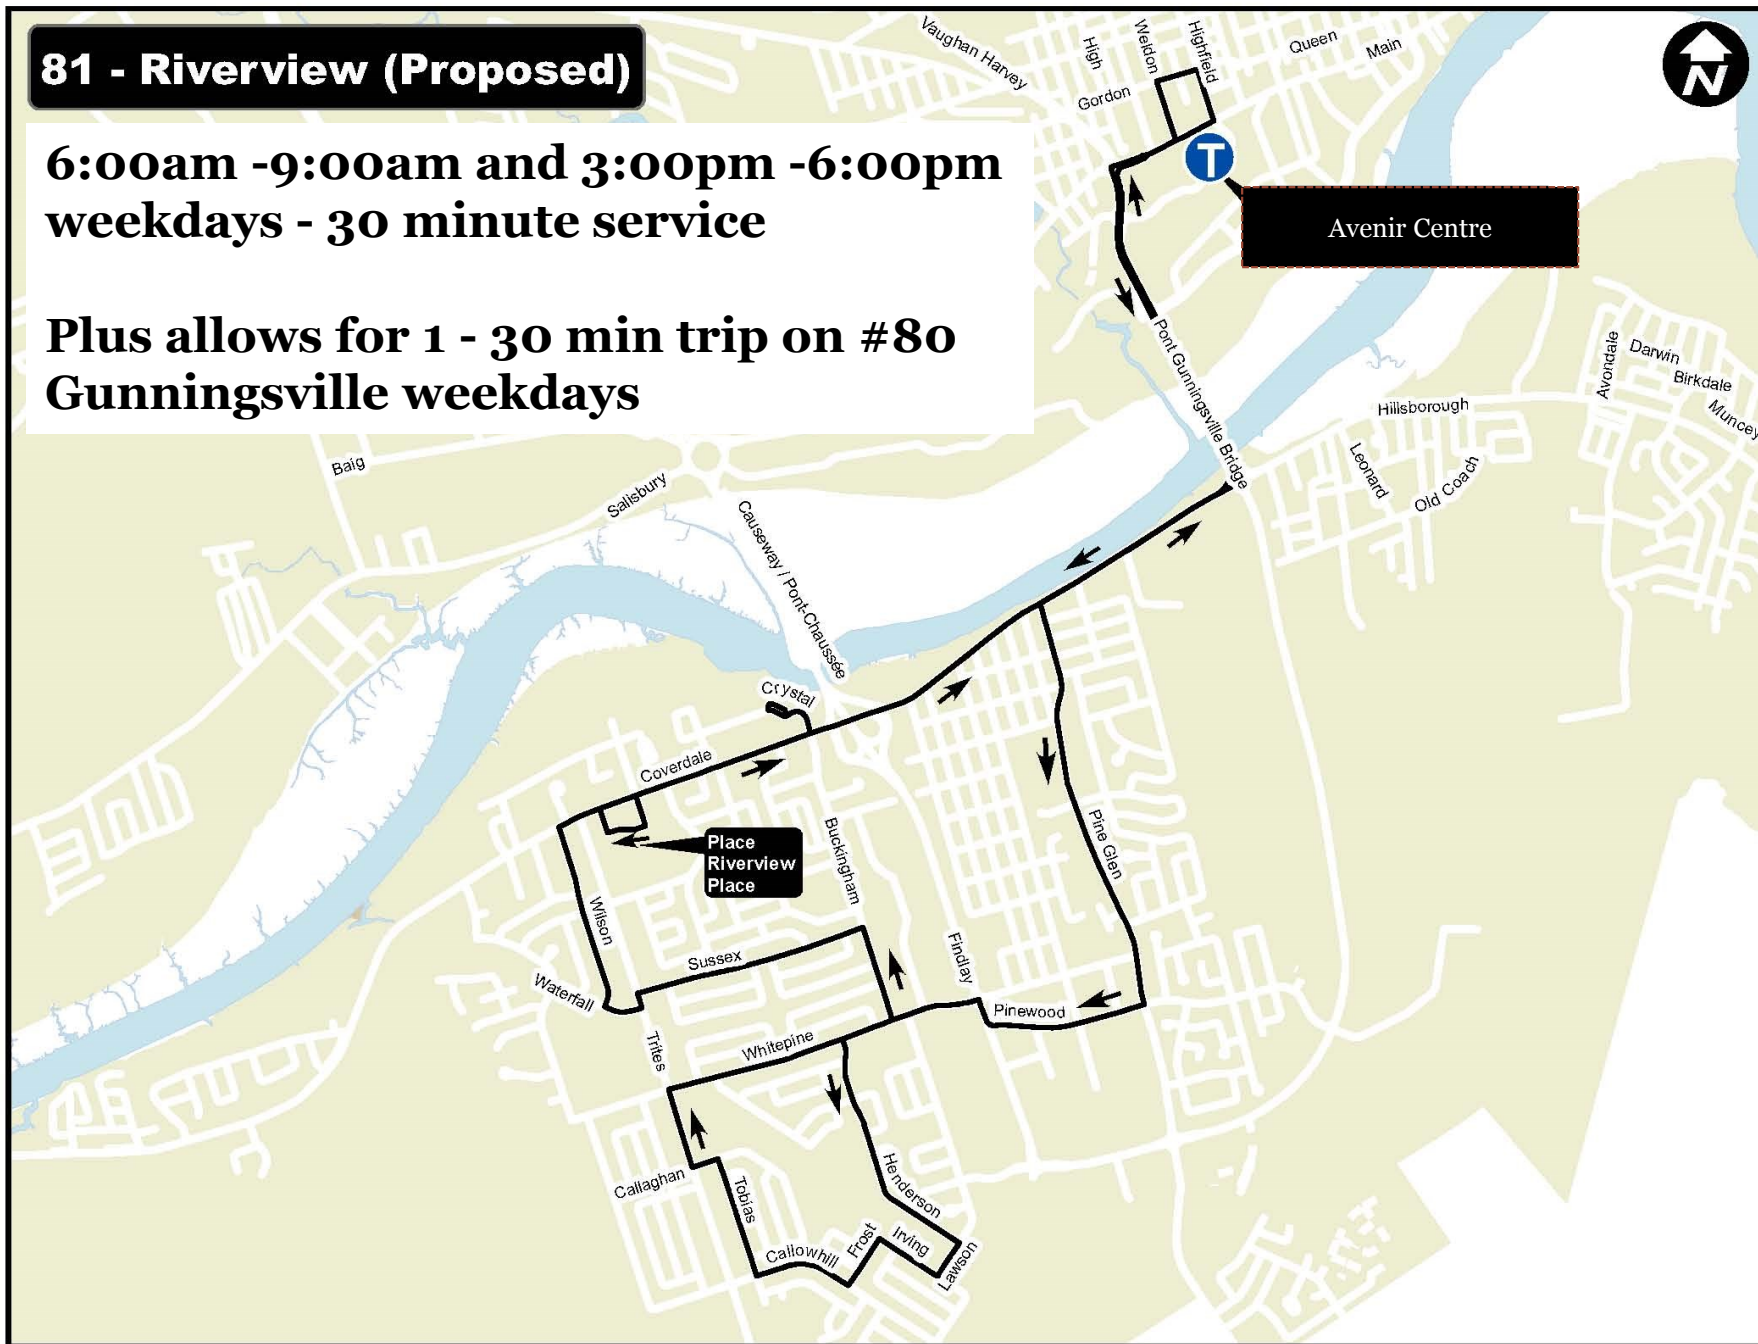 81 - Riverview (Proposed)
6:00am -9:00am and 3:00pm -6:00pm
weekdays - 30 minute service
Plus allows for 1 - 30 min trip on #80
Gunningsville weekdays
Vaughan Harvey
High
Weldon
Highfield
Queen
Main
Gordon
N
T
Avenir Centre
Pont Gunningsville Bridge
Avondale
Darwin
Birkdale
Muncey
Hillsborough
Leonard
Old Coach
Baig
Salisbury
Causeway / Pont-Chaussée
Crystal
Coverdale
Place
Riverview
Place
Buckingham
Pine Glen
Wilson
Sussex
Findlay
Waterfall
Pinewood
Trites
Whitepine
Callaghan
Tobias
Henderson
Callowhill
Frost
Irving
Lawson